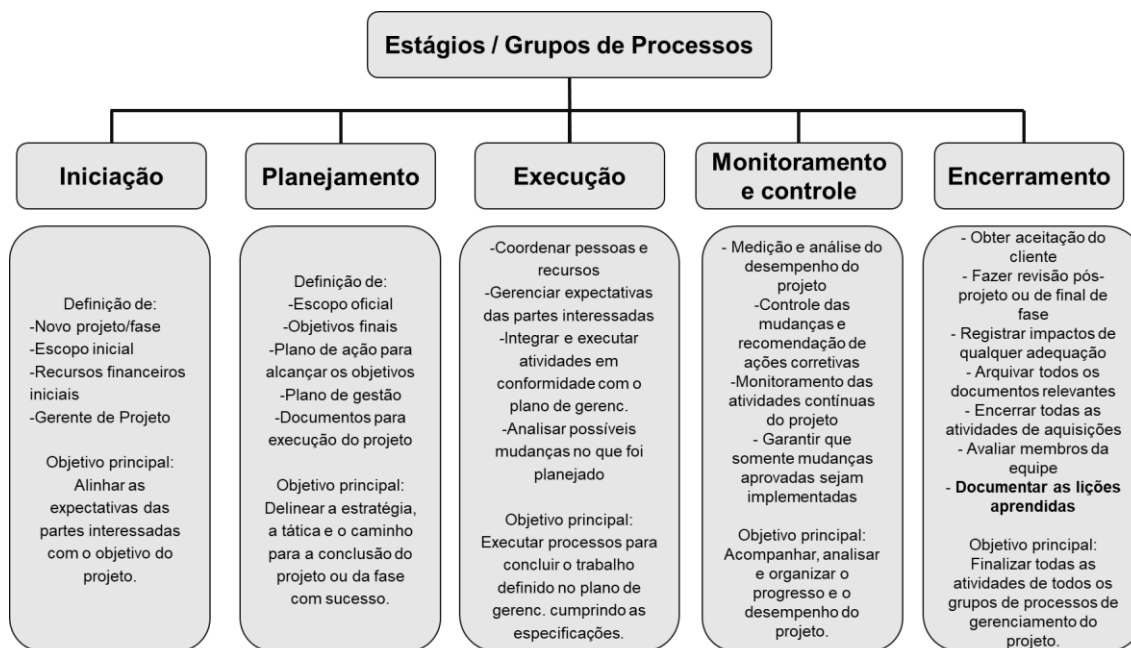 Estágios / Grupos de Processos
Iniciação
Planejamento
Execução
Monitoramento
e controle
Encerramento
Definição de:
-Novo projeto/fase
-Escopo inicial
-Recursos financeiros
iniciais
-Gerente de Projeto
Objetivo principal:
Alinhar as
expectativas das
partes interessadas
com o objetivo do
projeto.
Definição de:
-Escopo oficial
-Objetivos finais
-Plano de ação para
alcançar os objetivos
-Plano de gestão
-Documentos para
execução do projeto
Objetivo principal:
Delinear a estratégia,
a tática e o caminho
para a conclusão do
projeto ou da fase
com sucesso.
-Coordenar pessoas e
recursos
-Gerenciar expectativas
das partes interessadas
-Integrar e executar
atividades em
conformidade com o
plano de gerenc.
-Analisar possíveis
mudanças no que foi
planejado
Objetivo principal:
Executar processos para
concluir o trabalho
definido no plano de
gerenc. cumprindo as
especificações.
- Medição e análise do
desempenho do
projeto
-Controle das
mudanças e
recomendação de
ações corretivas
-Monitoramento das
atividades contínuas
do projeto
- Garantir que
somente mudanças
aprovadas sejam
implementadas
Objetivo principal:
Acompanhar, analisar
e organizar o
progresso e o
desempenho do
projeto.
- Obter aceitação do
cliente
- Fazer revisão pós-
projeto ou de final de
fase
- Registrar impactos de
qualquer adequação
- Arquivar todos os
documentos relevantes
- Encerrar todas as
atividades de aquisições
- Avaliar membros da
equipe
- Documentar as lições
aprendidas
Objetivo principal:
Finalizar todas as
atividades de todos os
grupos de processos de
gerenciamento do
projeto.